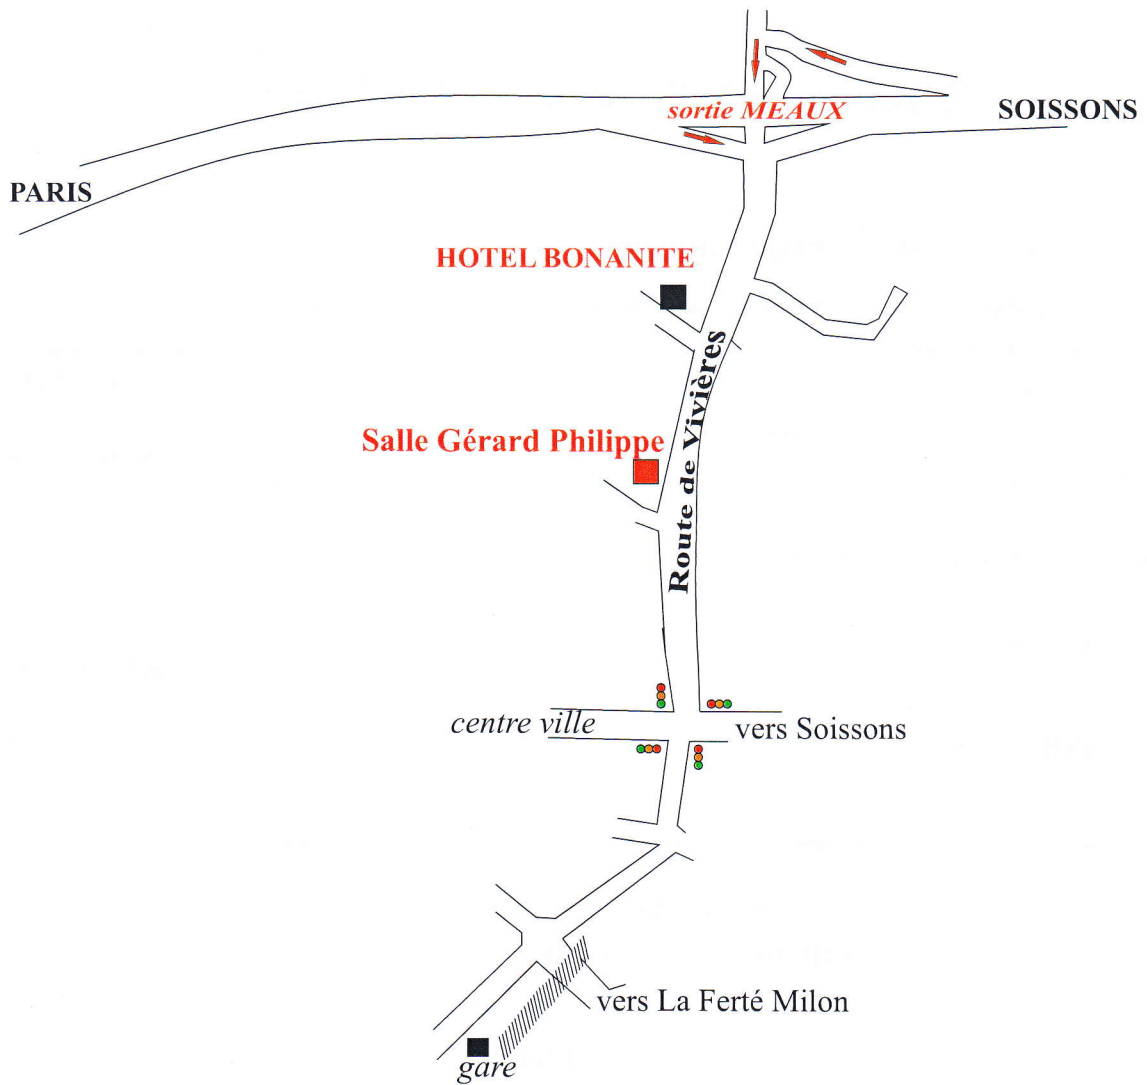 sortie MEAUX
SOISSONS
PARIS
HOTEL BONANITE
Route de Vivières
Salle Gérard Philippe
centre ville
vers Soissons
vers La Ferté Milon
gare